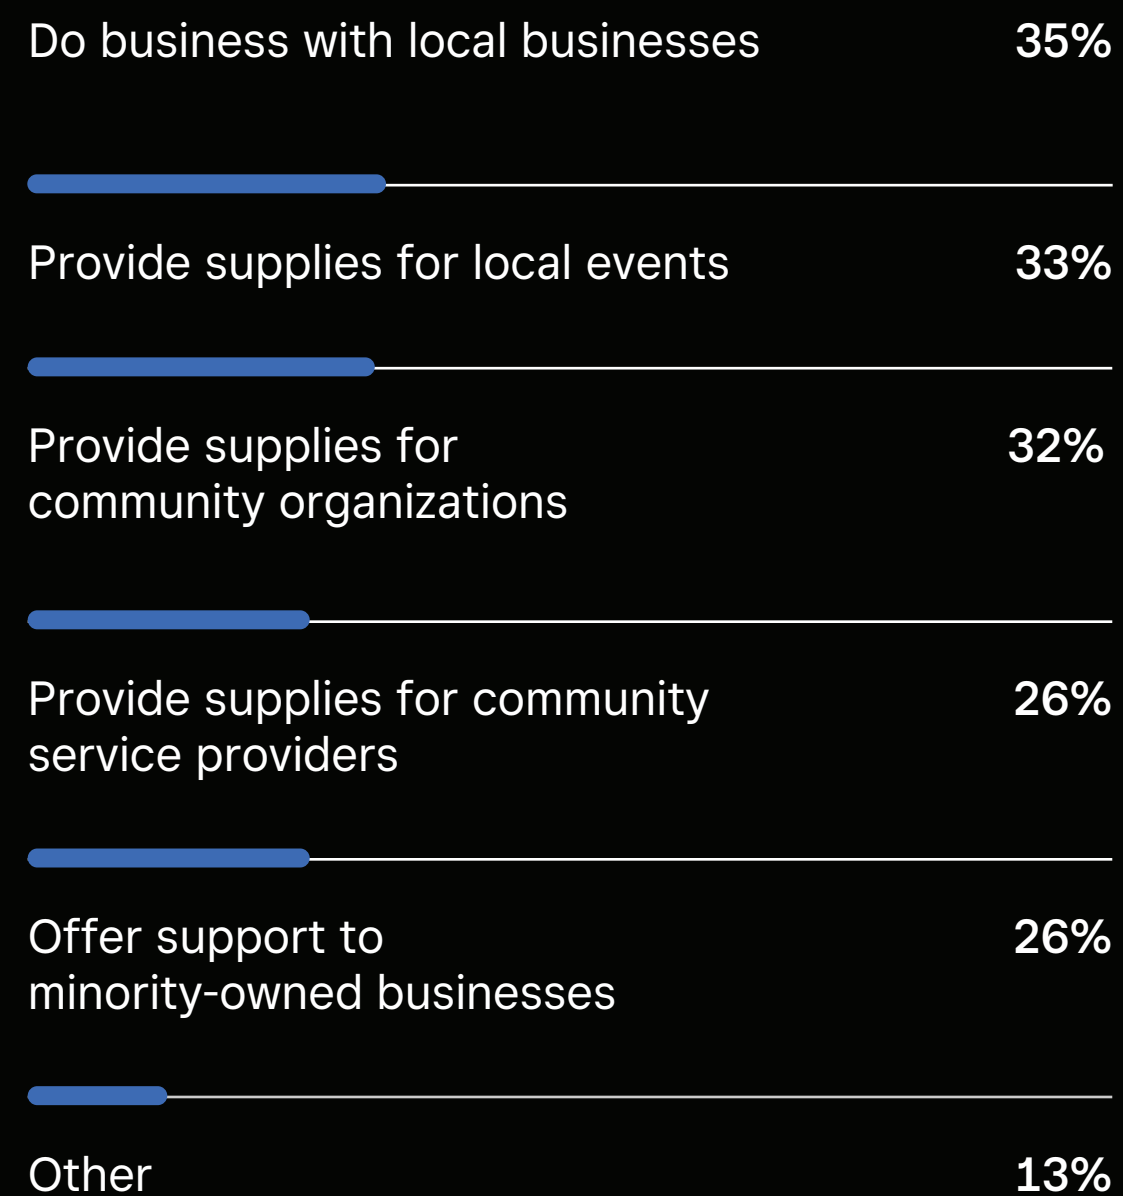 Do business with local businesses 35%
Provide supplies for local events 33%
Provide supplies for 32%
community organizations
Provide supplies for community 26%
service providers
Offer support to 26%
minority-owned businesses
Other 13%